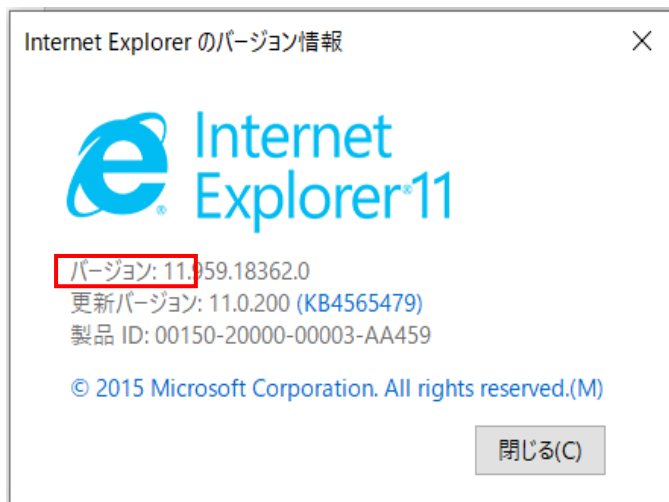 Internet Explorer のバージョン情報
Internet
Explorer®11
バージョン: 11.959.18362.0
更新バージョン: 11.0.200 (KB4565479)
製品 ID: 00150-20000-00003-AA459
© 2015 Microsoft Corporation. All rights reserved.(M)
閉じる(C)